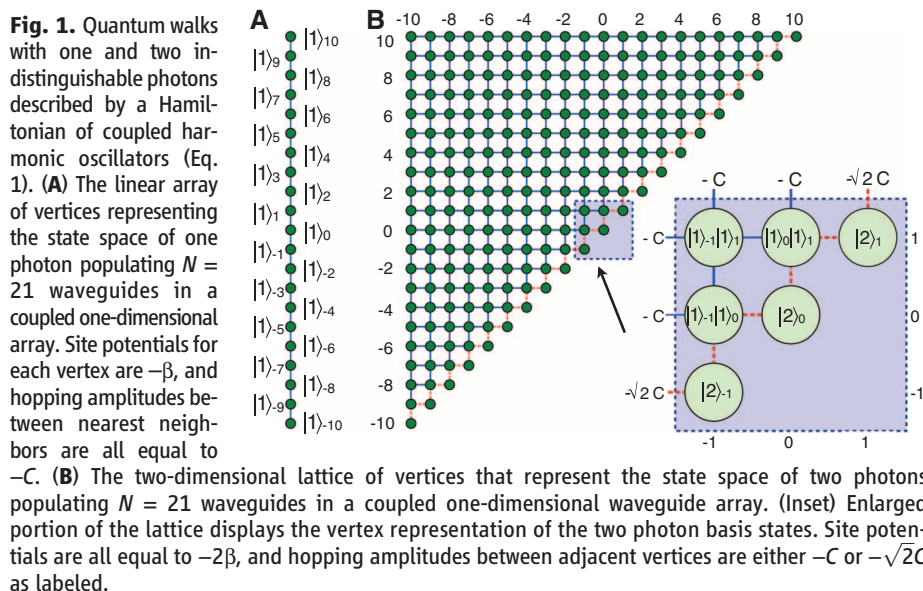 Fig. 1. Quantum walks
with one and two in-
distinguishable photons
described by a Hamil-
tonian of coupled har-
monic oscillators (Eq.
1). (A) The linear array
of vertices representing
the state space of one
photon populating N =
21 waveguides in a
coupled one-dimensional
array. Site potentials for
each vertex are −β, and
hopping amplitudes be-
tween nearest neigh-
bors are all equal to
−C. (B) The two-dimensional lattice of vertices that represent the state space of two photons
populating N = 21 waveguides in a coupled one-dimensional waveguide array. (Inset) Enlarged
portion of the lattice displays the vertex representation of the two photon basis states. Site poten-
tials are all equal to −2β, and hopping amplitudes between adjacent vertices are either −C or −√2C
as labeled.
A
|1⟩10
|1⟩9
|1⟩8
|1⟩7
|1⟩6
|1⟩5
|1⟩4
|1⟩3
|1⟩2
|1⟩1
|1⟩0
|1⟩-1
|1⟩-2
|1⟩-3
|1⟩-4
|1⟩-5
|1⟩-6
|1⟩-7
|1⟩-8
|1⟩-9
|1⟩-10
B
-10 -8 -6 -4 -2 0 2 4 6 8 10
10
8
6
4
2
0
-2
-4
-6
-8
-10
- C - C -√2 C
- C |1⟩-1|1⟩1 |1⟩0|1⟩1 |2⟩1 1
- C |1⟩-1|1⟩0 |2⟩0 0
-√2 C |2⟩-1 -1
-1 0 1